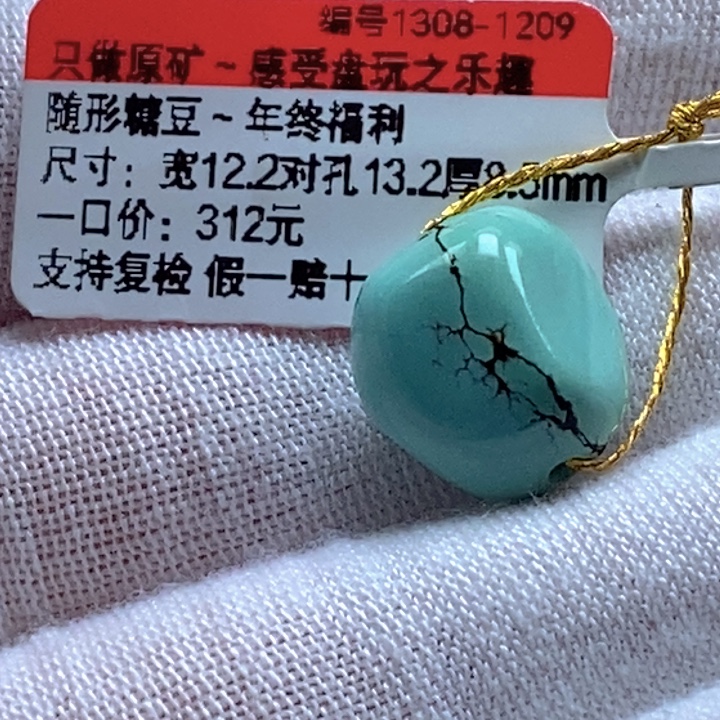 编号1308-1209
只做原矿~感受盘玩之乐趣
随形糖豆~年终福利
尺寸：宽12.2对孔13.2厚8.5mm
一口价：312元
支持复检 假一赔十